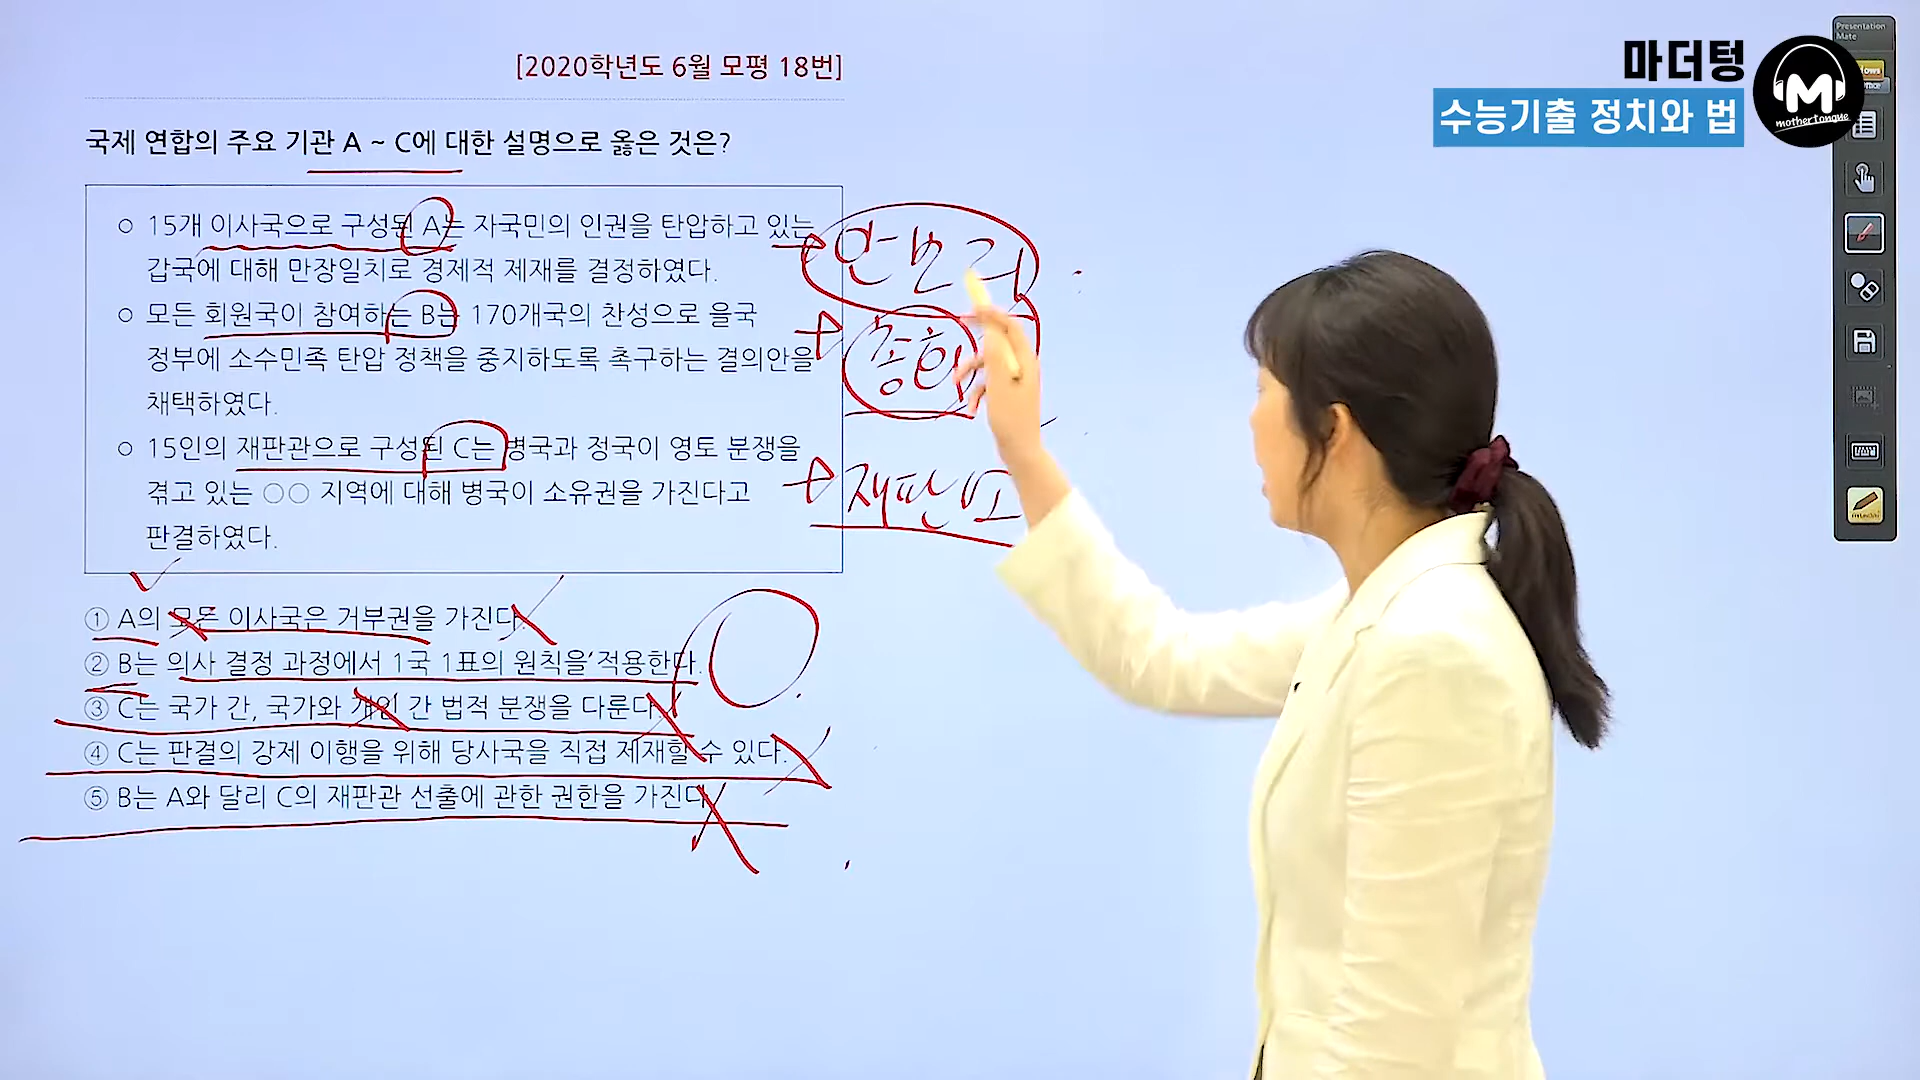 [2020학년도 6월 모평 18번]
국제 연합의 주요 기관 A ~ C에 대한 설명으로 옳은 것은?
○ 15개 이사국으로 구성된 A는 자국민의 인권을 탄압하고 있는
갑국에 대해 만장일치로 경제적 제재를 결정하였다.
○ 모든 회원국이 참여하는 B는 170개국의 찬성으로 을국
정부에 소수민족 탄압 정책을 중지하도록 촉구하는 결의안을
채택하였다.
○ 15인의 재판관으로 구성된 C는 병국과 정국이 영토 분쟁을
겪고 있는 ○○ 지역에 대해 병국이 소유권을 가진다고
판결하였다.
안보리
총회
재판소
① A의 모든 이사국은 거부권을 가진다.
② B는 의사 결정 과정에서 1국 1표의 원칙을 적용한다.
③ C는 국가 간, 국가와 개인 간 법적 분쟁을 다룬다.
④ C는 판결의 강제 이행을 위해 당사국을 직접 제재할 수 있다.
⑤ B는 A와 달리 C의 재판관 선출에 관한 권한을 가진다.
마더텅
수능기출 정치와 법
M
mothertongue
Presentation
Mate